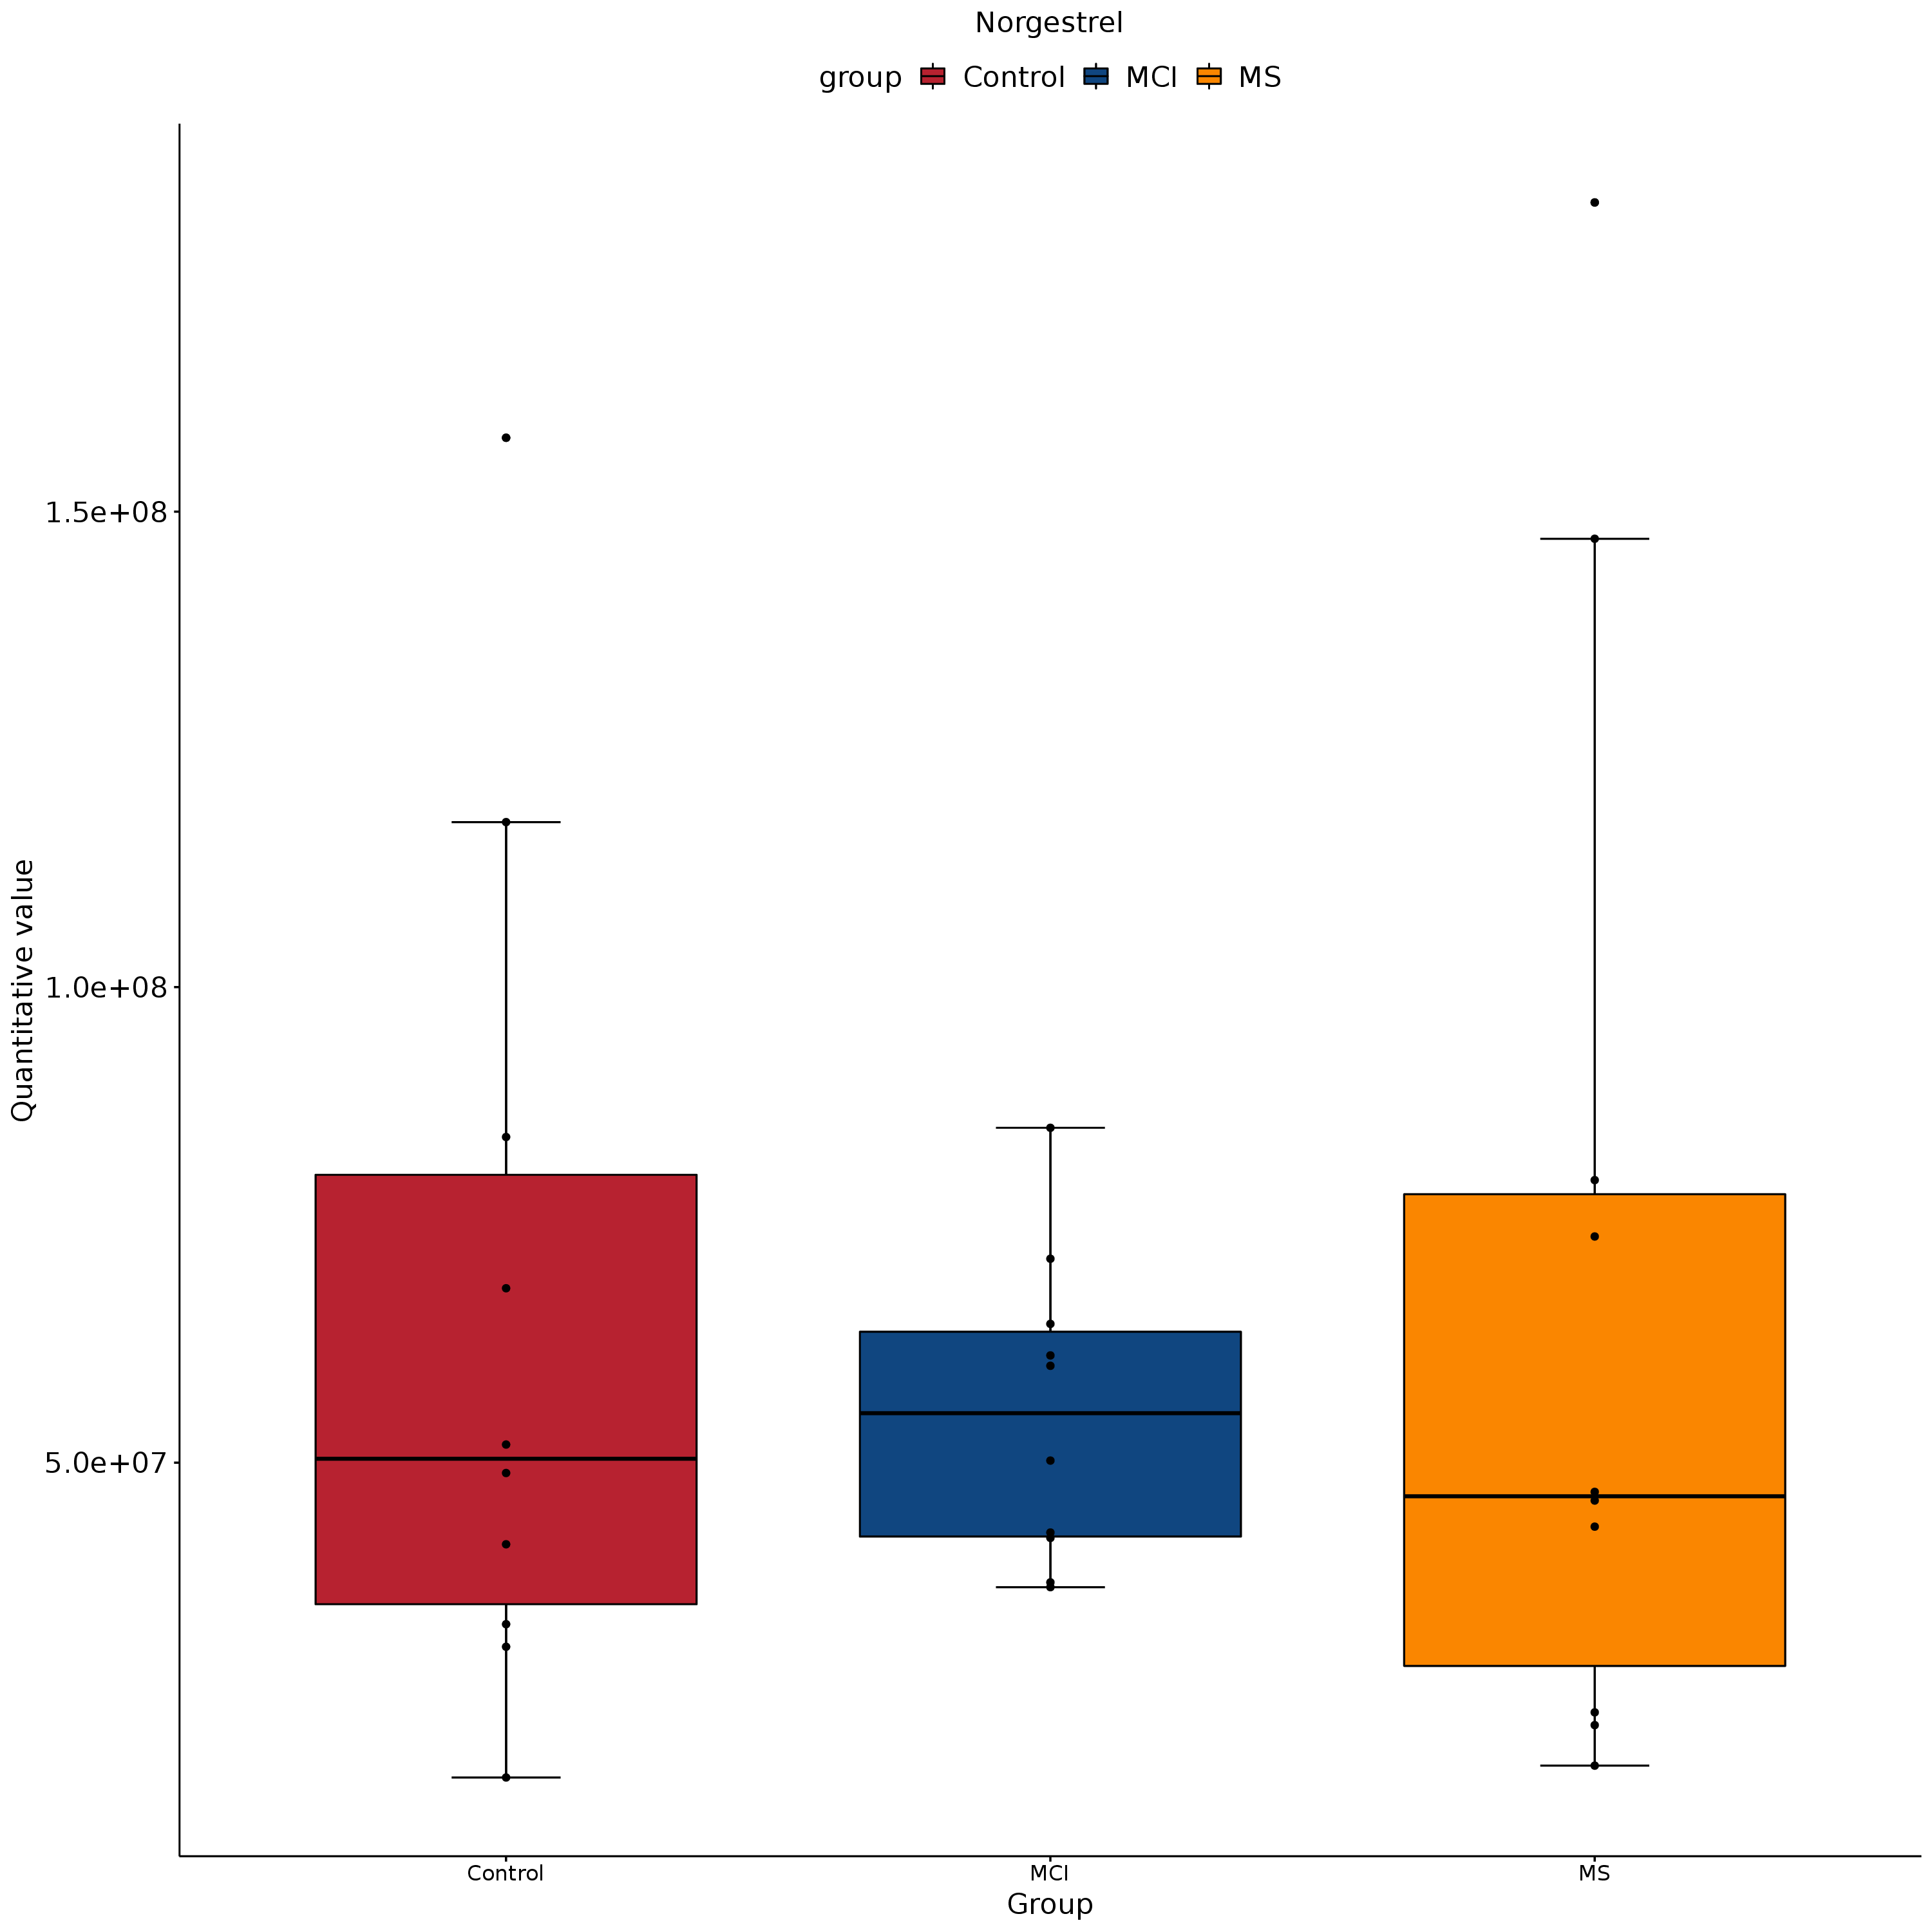 Norgestrel
group Control MCI MS
Quantitative value
1.5e+08
1.0e+08
5.0e+07
Control MCI MS
Group